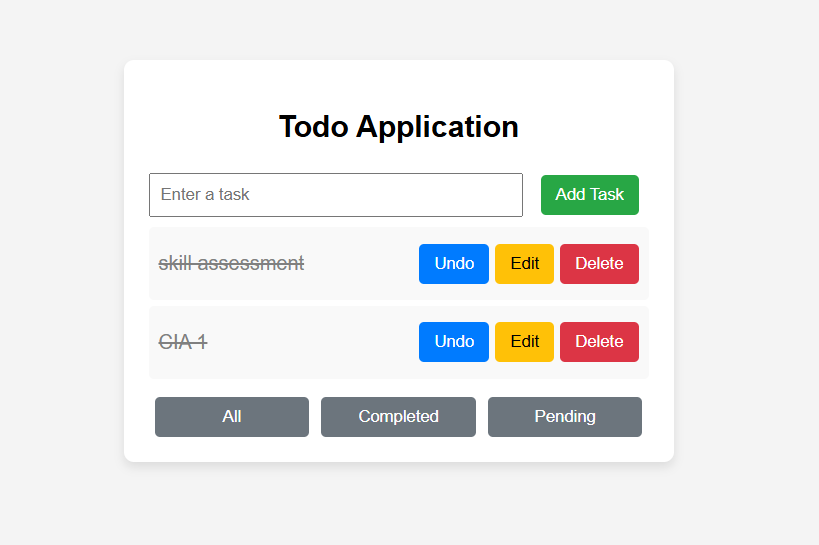 Todo Application
Enter a task Add Task
skill assessment Undo Edit Delete
CIA 1 Undo Edit Delete
All Completed Pending